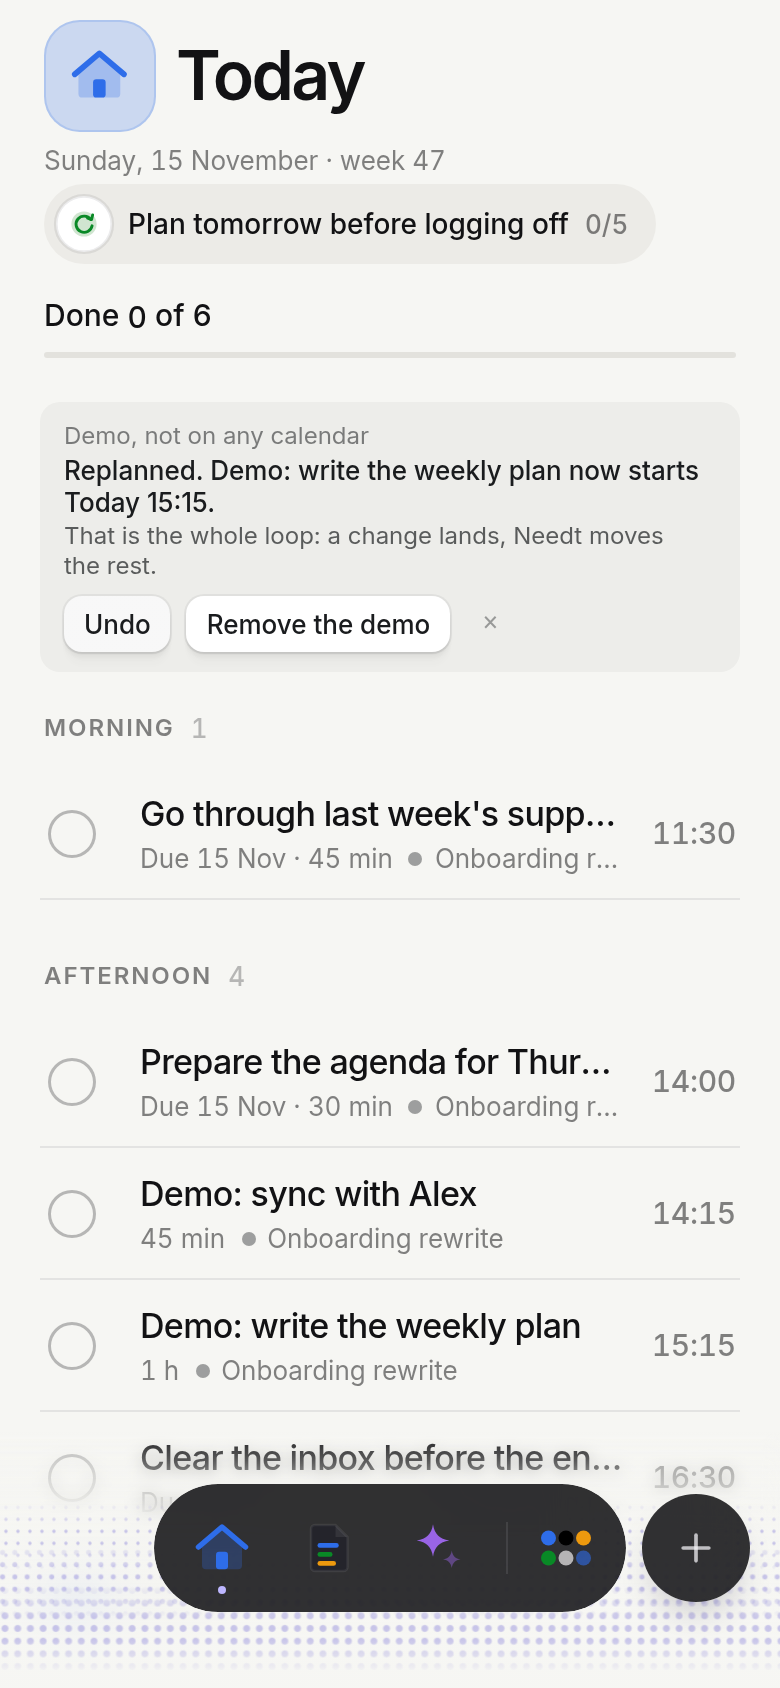 Today
Sunday, 15 November · week 47
Plan tomorrow before logging off 0/5
Done 0 of 6
Demo, not on any calendar
Replanned. Demo: write the weekly plan now starts
Today 15:15.
That is the whole loop: a change lands, Needt moves
the rest.
Undo Remove the demo ×
MORNING 1
Go through last week's supp... 11:30
Due 15 Nov · 45 min ● Onboarding r...
AFTERNOON 4
Prepare the agenda for Thur... 14:00
Due 15 Nov · 30 min ● Onboarding r...
Demo: sync with Alex 14:15
45 min ● Onboarding rewrite
Demo: write the weekly plan 15:15
1 h ● Onboarding rewrite
Clear the inbox before the en... 16:30